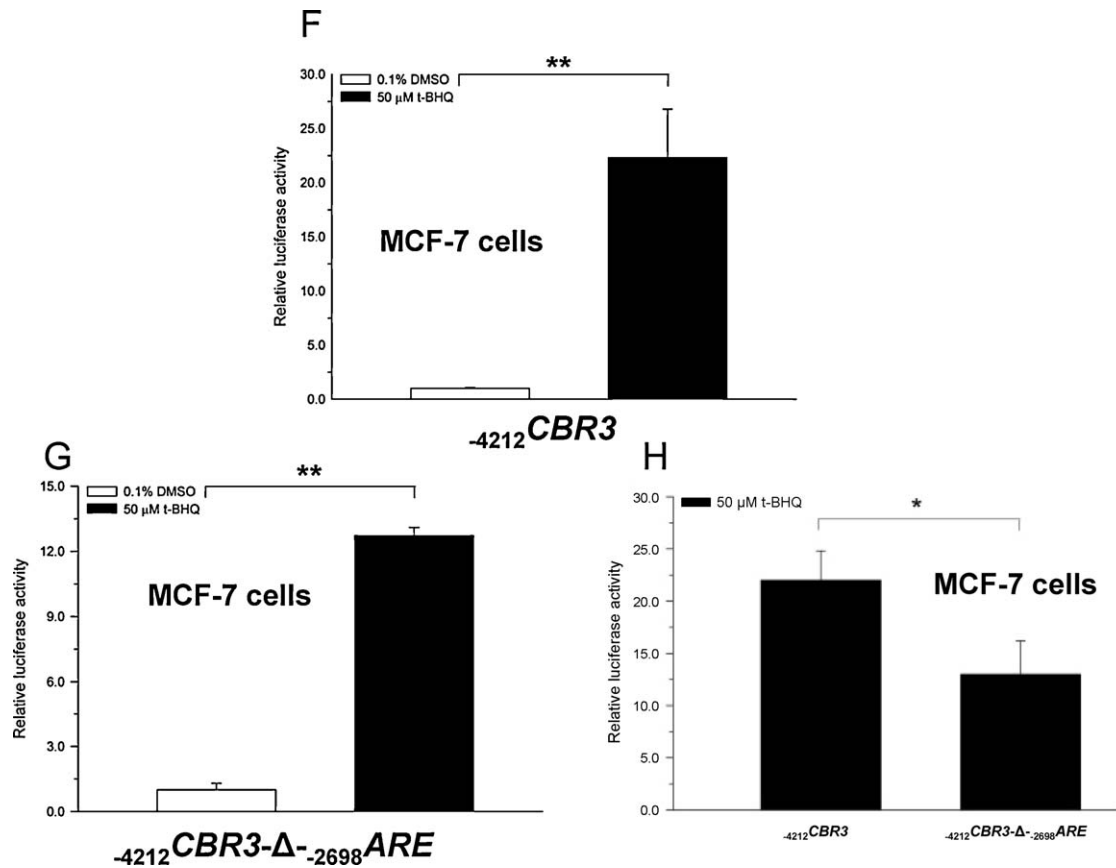 F
**
30.0
0.1% DMSO
50 μM t-BHQ
25.0
20.0
15.0
10.0
5.0
0.0
Relative luciferase activity
MCF-7 cells
-4212CBR3
G
**
15.0
0.1% DMSO
50 μM t-BHQ
12.0
9.0
6.0
3.0
0.0
Relative luciferase activity
MCF-7 cells
-4212CBR3-Δ--2698ARE
H
*
30.0
50 μM t-BHQ
25.0
20.0
15.0
10.0
5.0
0.0
Relative luciferase activity
MCF-7 cells
-4212CBR3
-4212CBR3-Δ--2698ARE